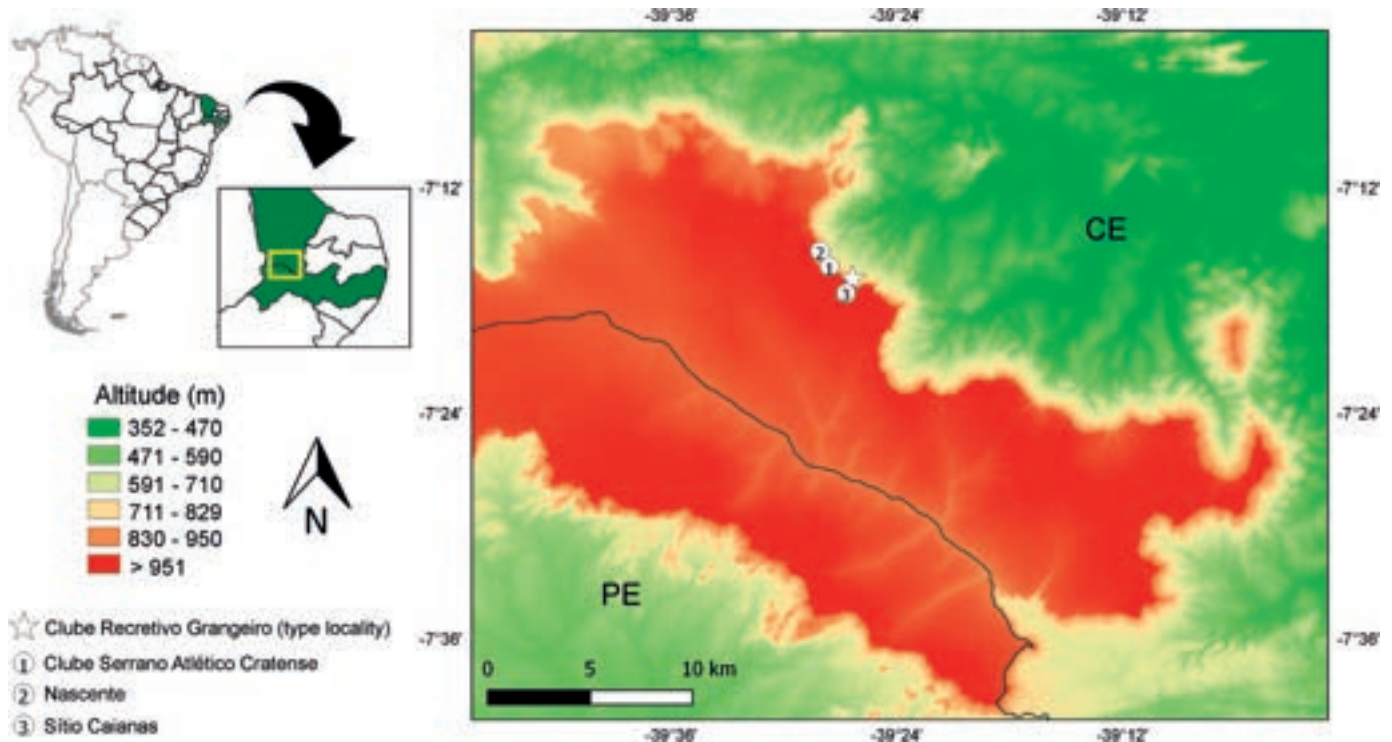 -39°36' -39°24' -39°12'
-7°12' -7°12'
CE
2
1
3
Altitude (m)
352 - 470
471 - 590
591 - 710
711 - 829
830 - 950
> 951
N
-7°24' -7°24'
PE
-7°36' -7°36'
0 5 10 km
Clube Recretivo Grangeiro (type locality)
1 Clube Serrano Atlético Cratense
2 Nascente
3 Sítio Caianas
-39°36' -39°24' -39°12'